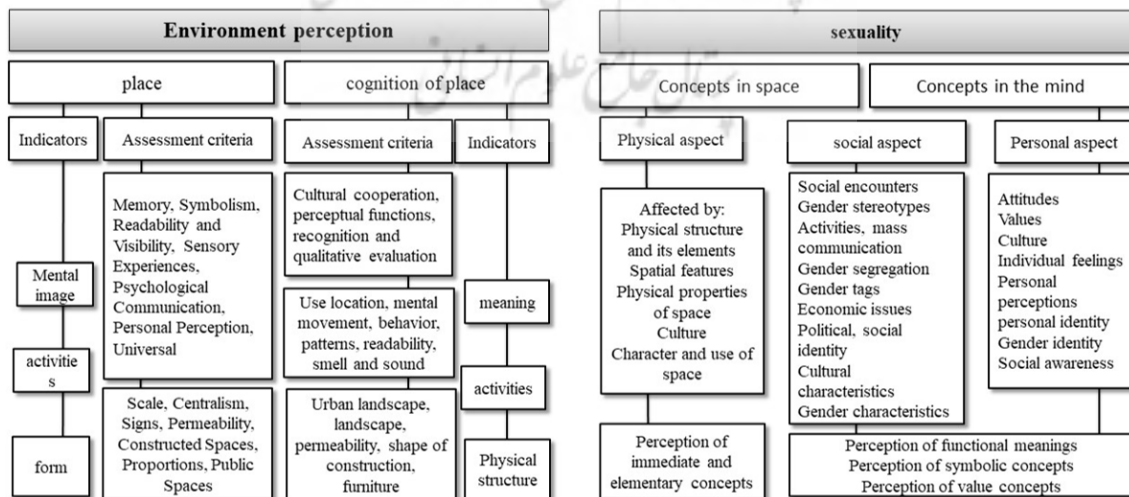 Environment perception
place
cognition of place
Indicators
Assessment criteria
Assessment criteria
Indicators
Mental
image
activitie
s
form
Memory, Symbolism,
Readability and
Visibility, Sensory
Experiences,
Psychological
Communication,
Personal Perception,
Universal
Scale, Centralism,
Signs, Permeability,
Constructed Spaces,
Proportions, Public
Spaces
Cultural cooperation,
perceptual functions,
recognition and
qualitative evaluation
Use location, mental
movement, behavior,
patterns, readability,
smell and sound
Urban landscape,
landscape,
permeability, shape of
construction,
furniture
meaning
activities
Physical
structure
sexuality
Concepts in space
Concepts in the mind
Physical aspect
social aspect
Personal aspect
Affected by:
Physical structure
and its elements
Spatial features
Physical properties
of space
Culture
Character and use of
space
Social encounters
Gender stereotypes
Activities, mass
communication
Gender segregation
Gender tags
Economic issues
Political, social
identity
Cultural
characteristics
Gender characteristics
Attitudes
Values
Culture
Individual feelings
Personal
perceptions
personal identity
Gender identity
Social awareness
Perception of
immediate and
elementary concepts
Perception of functional meanings
Perception of symbolic concepts
Perception of value concepts
پرتال جامع علوم انسانی